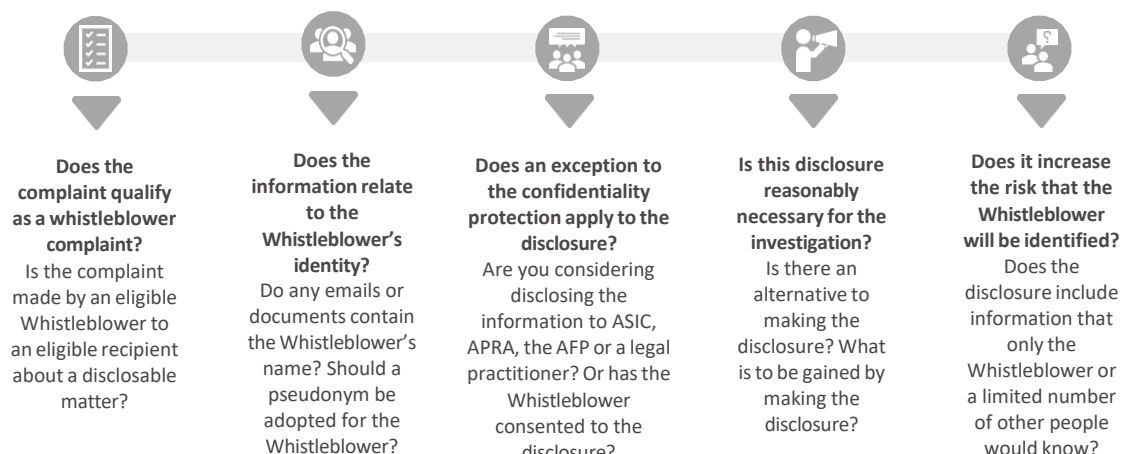 Does the
complaint qualify
as a whistleblower
complaint?
Is the complaint
made by an eligible
Whistleblower to
an eligible recipient
about a disclosable
matter?
Does the
information relate
to the
Whistleblower’s
identity?
Do any emails or
documents contain
the Whistleblower’s
name? Should a
pseudonym be
adopted for the
Whistleblower?
Does an exception to
the confidentiality
protection apply to the
disclosure?
Are you considering
disclosing the
information to ASIC,
APRA, the AFP or a legal
practitioner? Or has the
Whistleblower
consented to the
disclosure?
Is this disclosure
reasonably
necessary for the
investigation?
Is there an
alternative to
making the
disclosure? What
is to be gained by
making the
disclosure?
Does it increase
the risk that the
Whistleblower
will be identified?
Does the
disclosure include
information that
only the
Whistleblower or
a limited number
of other people
would know?